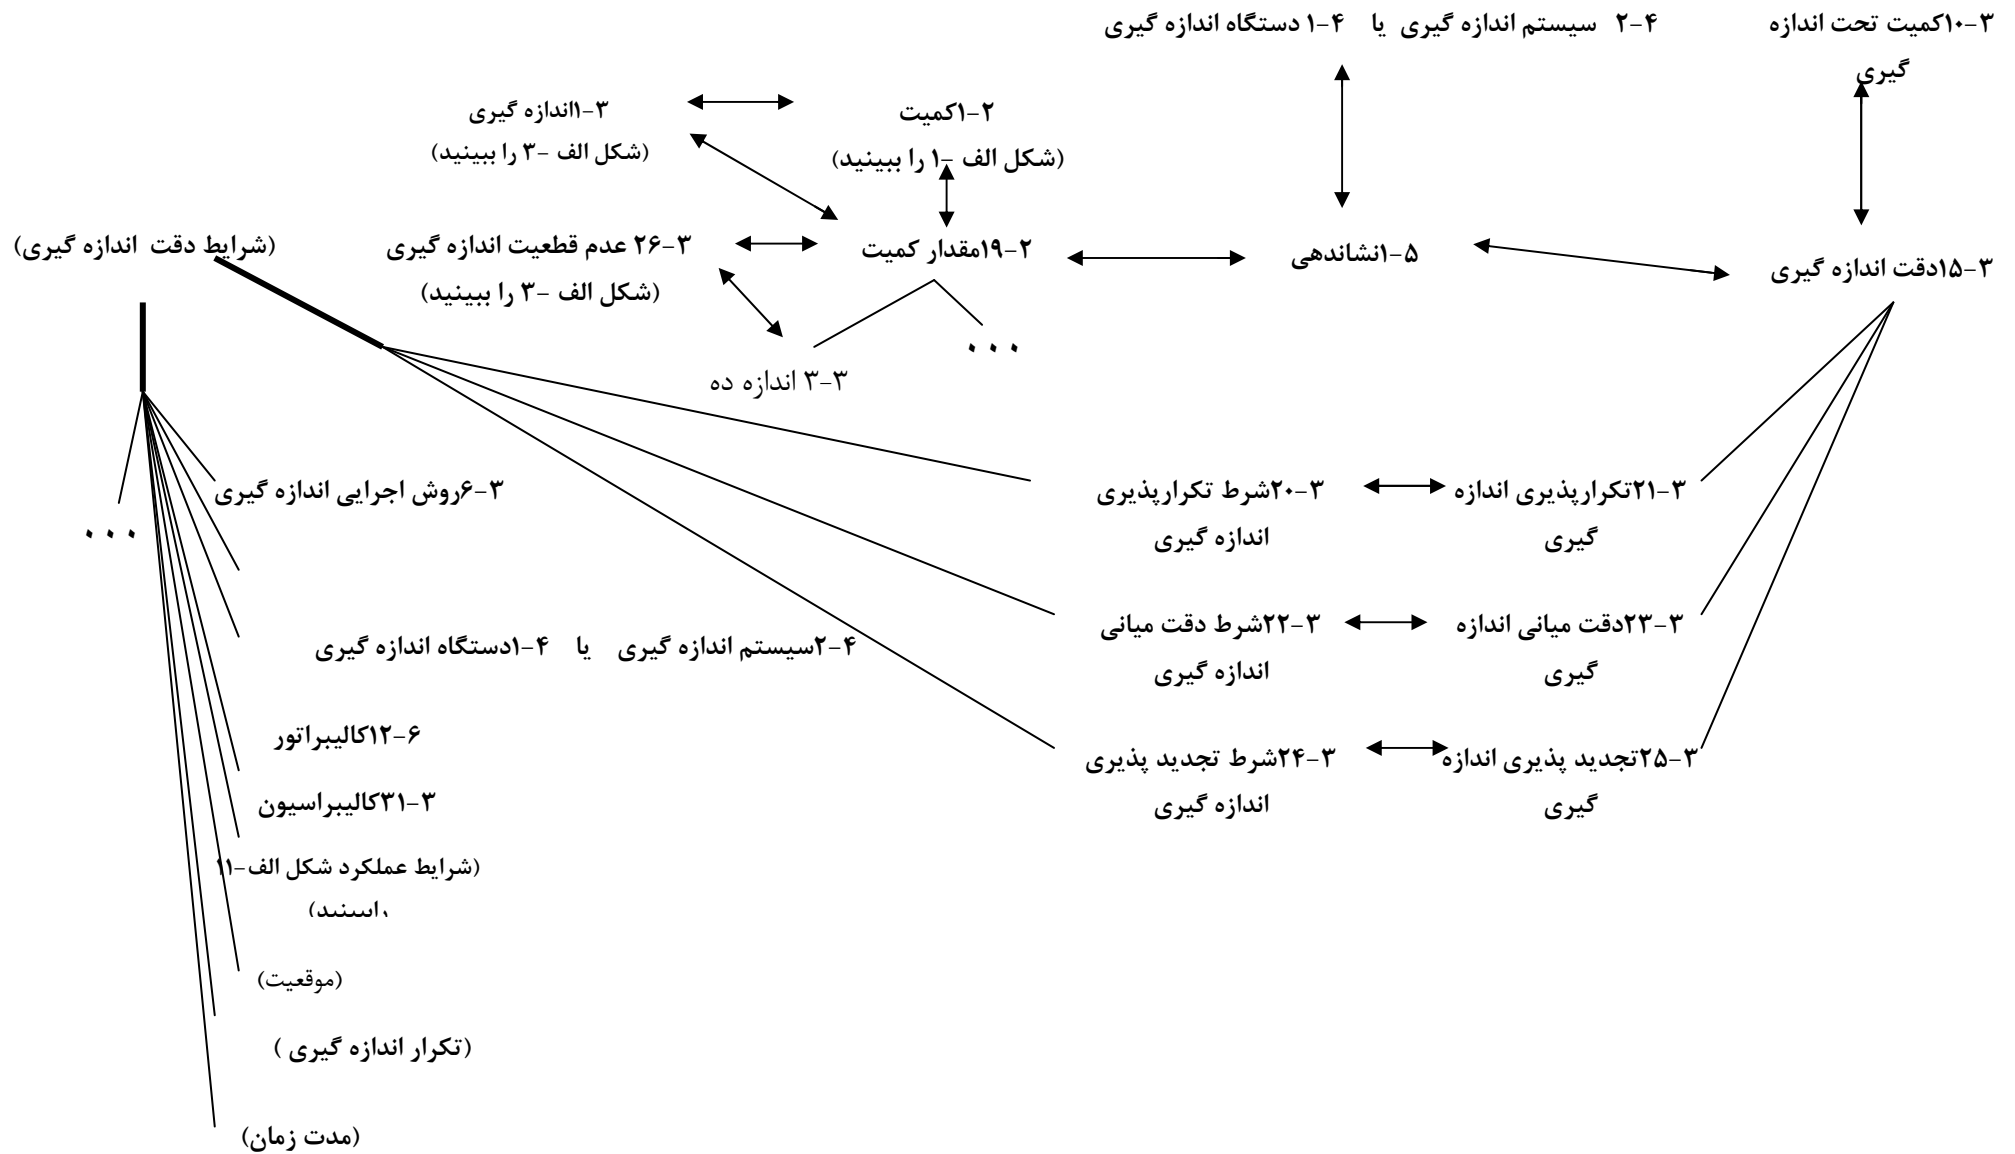 ۳-۱۰کمیت تحت اندازه
گیری
۴-۲ سیستم اندازه گیری یا ۴-۱ دستگاه اندازه گیری
۲-۱کمیت
(شکل الف -۱ را ببینید)
۳-۱اندازه گیری
(شکل الف -۳ را ببینید)
۳-۱۵دقت اندازه گیری
۵-۱نشاندهی
۲-۱۹مقدار کمیت
۳-۲۶ عدم قطعیت اندازه گیری
(شکل الف -۳ را ببینید)
(شرایط دقت اندازه گیری)
...
۳-۳ اندازه ده
۳-۲۱تکرارپذیری اندازه
گیری
۳-۲۰شرط تکرارپذیری
اندازه گیری
۳-۶روش اجرایی اندازه گیری
...
۳-۲۳دقت میانی اندازه
گیری
۳-۲۲شرط دقت میانی
اندازه گیری
۴-۲سیستم اندازه گیری یا ۴-۱دستگاه اندازه گیری
۳-۲۵تجدید پذیری اندازه
گیری
۳-۲۴شرط تجدید پذیری
اندازه گیری
۶-۱۲کالیبراتور
۳-۳۱کالیبراسیون
(شرایط عملکرد شکل الف-۱۱
راببینید)
(موقعیت)
(تکرار اندازه گیری )
(مدت زمان)